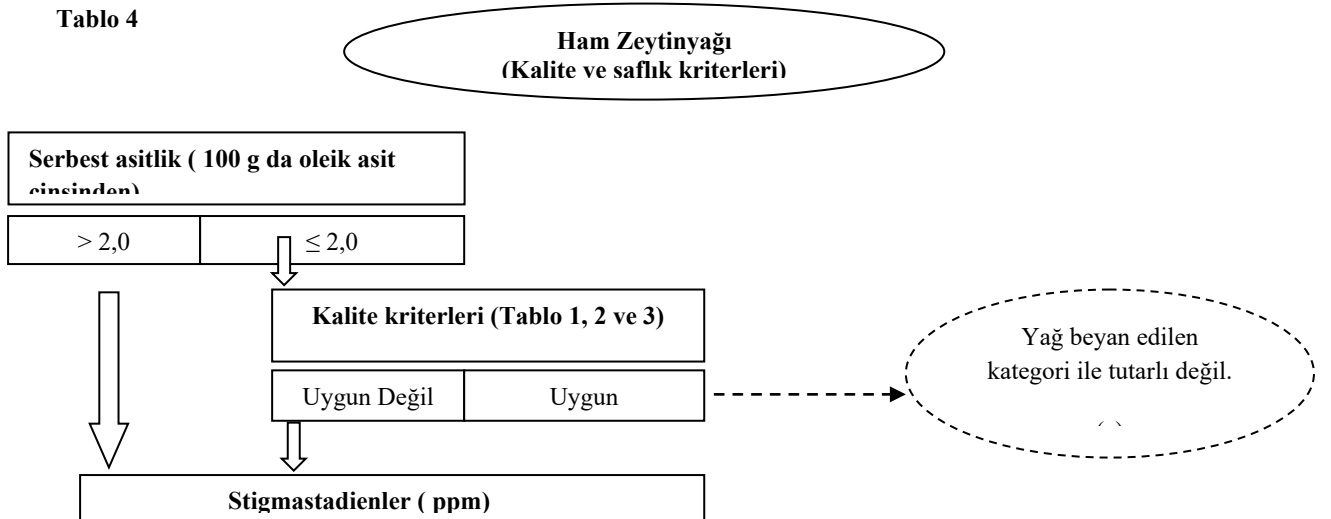 Tablo 4
Ham Zeytinyağı
(Kalite ve saflık kriterleri)
Serbest asitlik ( 100 g da oleik asit
cinsinden)
> 2,0
≤ 2,0
Kalite kriterleri (Tablo 1, 2 ve 3)
Yağ beyan edilen
kategori ile tutarlı değil.
Uygun Değil
Uygun
Stigmastadienler ( ppm)